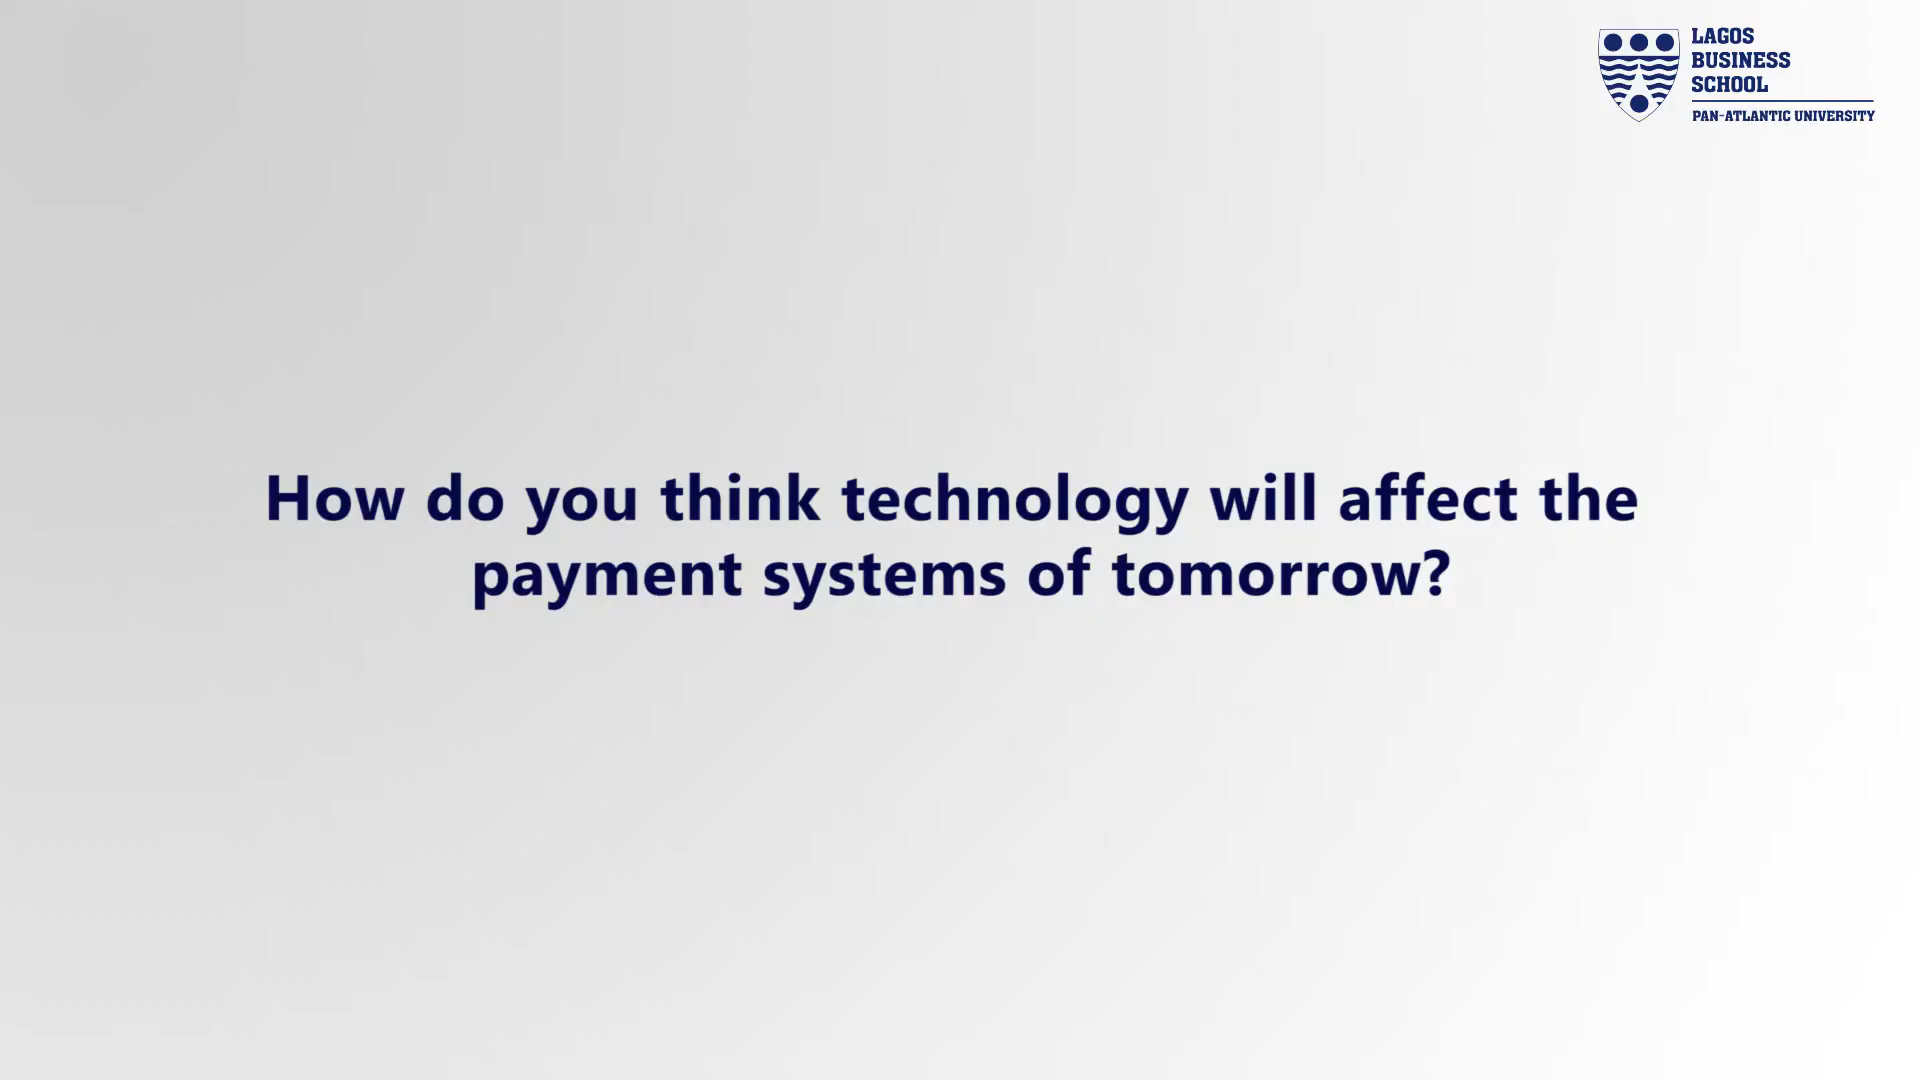 LAGOS
BUSINESS
SCHOOL
PAN-ATLANTIC UNIVERSITY
How do you think technology will affect the
payment systems of tomorrow?